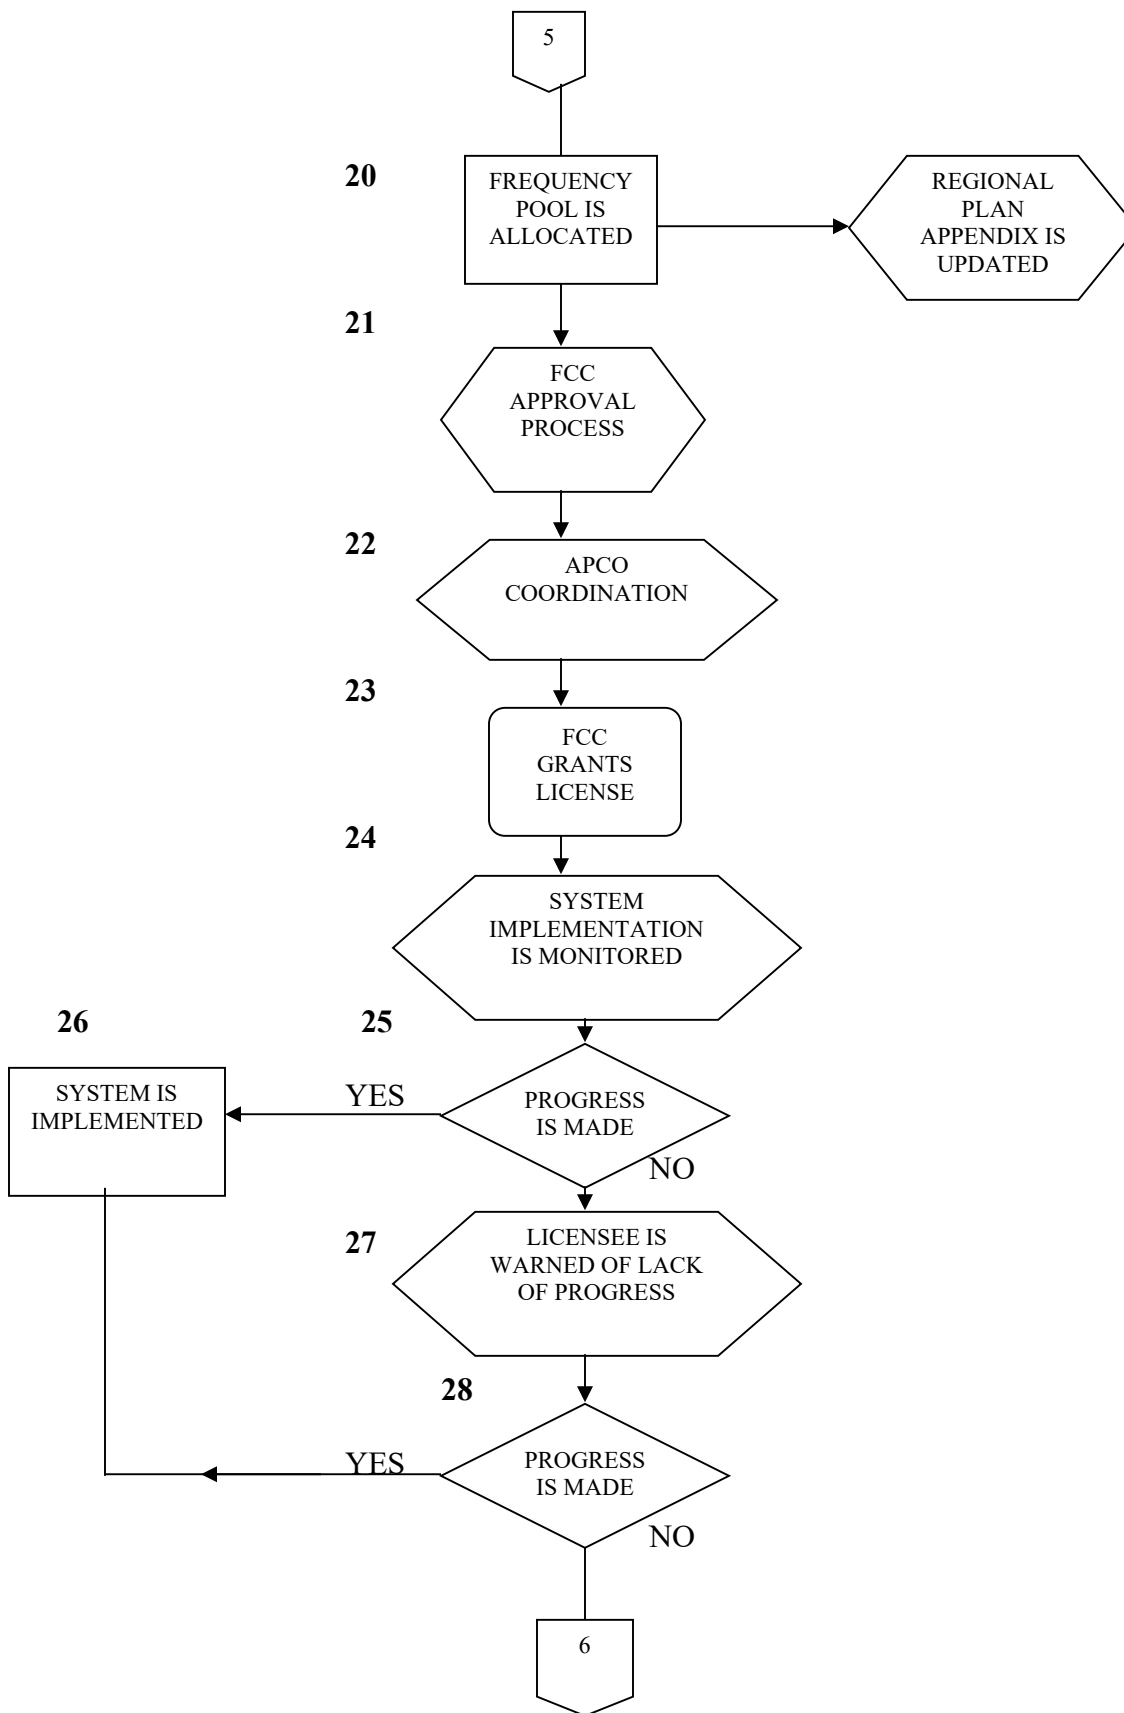 5
20
FREQUENCY
POOL IS
ALLOCATED
REGIONAL
PLAN
APPENDIX IS
UPDATED
21
FCC
APPROVAL
PROCESS
22
APCO
COORDINATION
23
FCC
GRANTS
LICENSE
24
SYSTEM
IMPLEMENTATION
IS MONITORED
26
25
SYSTEM IS
IMPLEMENTED
YES
PROGRESS
IS MADE
NO
27
LICENSEE IS
WARNED OF LACK
OF PROGRESS
28
YES
PROGRESS
IS MADE
NO
6